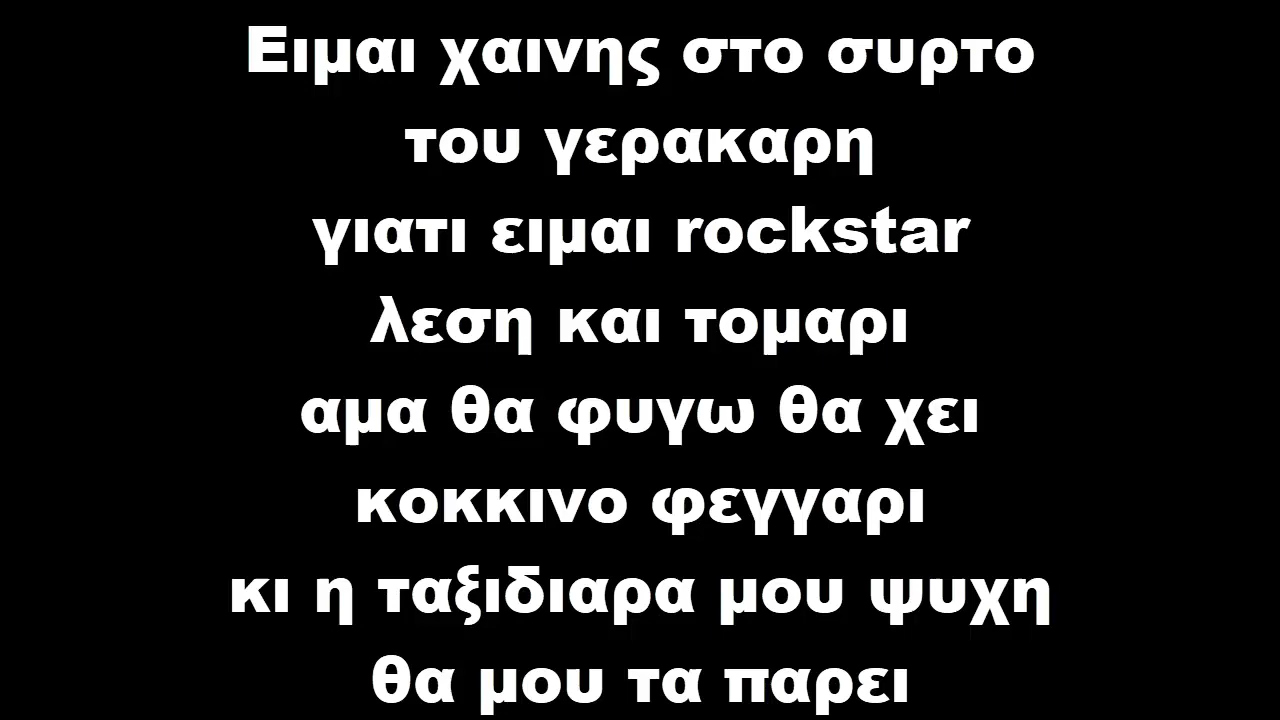 Ειμαι χαινης στο συρτο
του γερακαρη
γιατι ειμαι rockstar
λεση και τομαρι
αμα θα φυγω θα χει
κοκκινο φεγγαρι
κι η ταξιδιαρα μου ψυχη
θα μου τα παρει